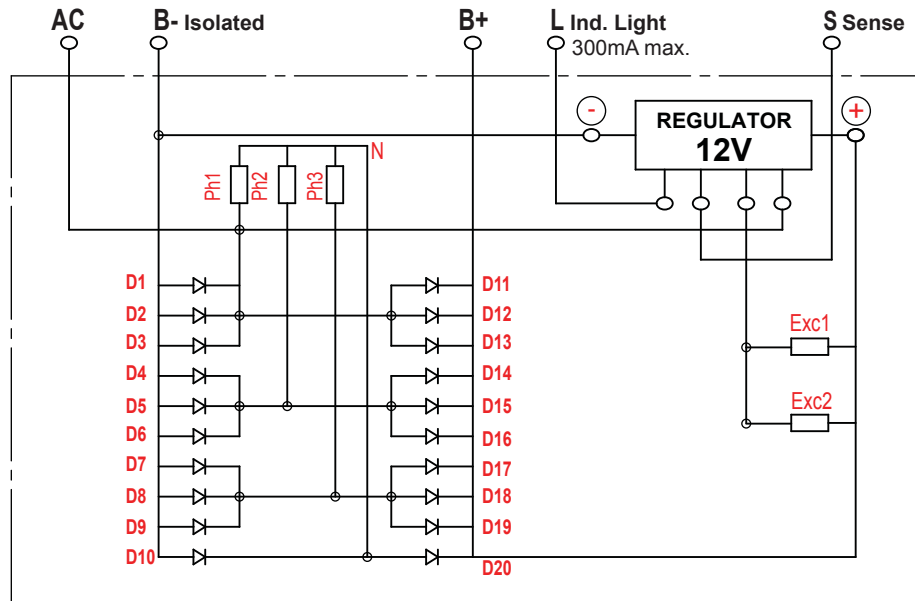 AC
B- Isolated
B+
L Ind. Light
300mA max.
S Sense
-
+
REGULATOR
12V
N
Ph1
Ph2
Ph3
D1
D11
D2
D12
D3
D13
Exc1
D4
D14
D5
D15
Exc2
D6
D16
D7
D17
D8
D18
D9
D19
D10
D20